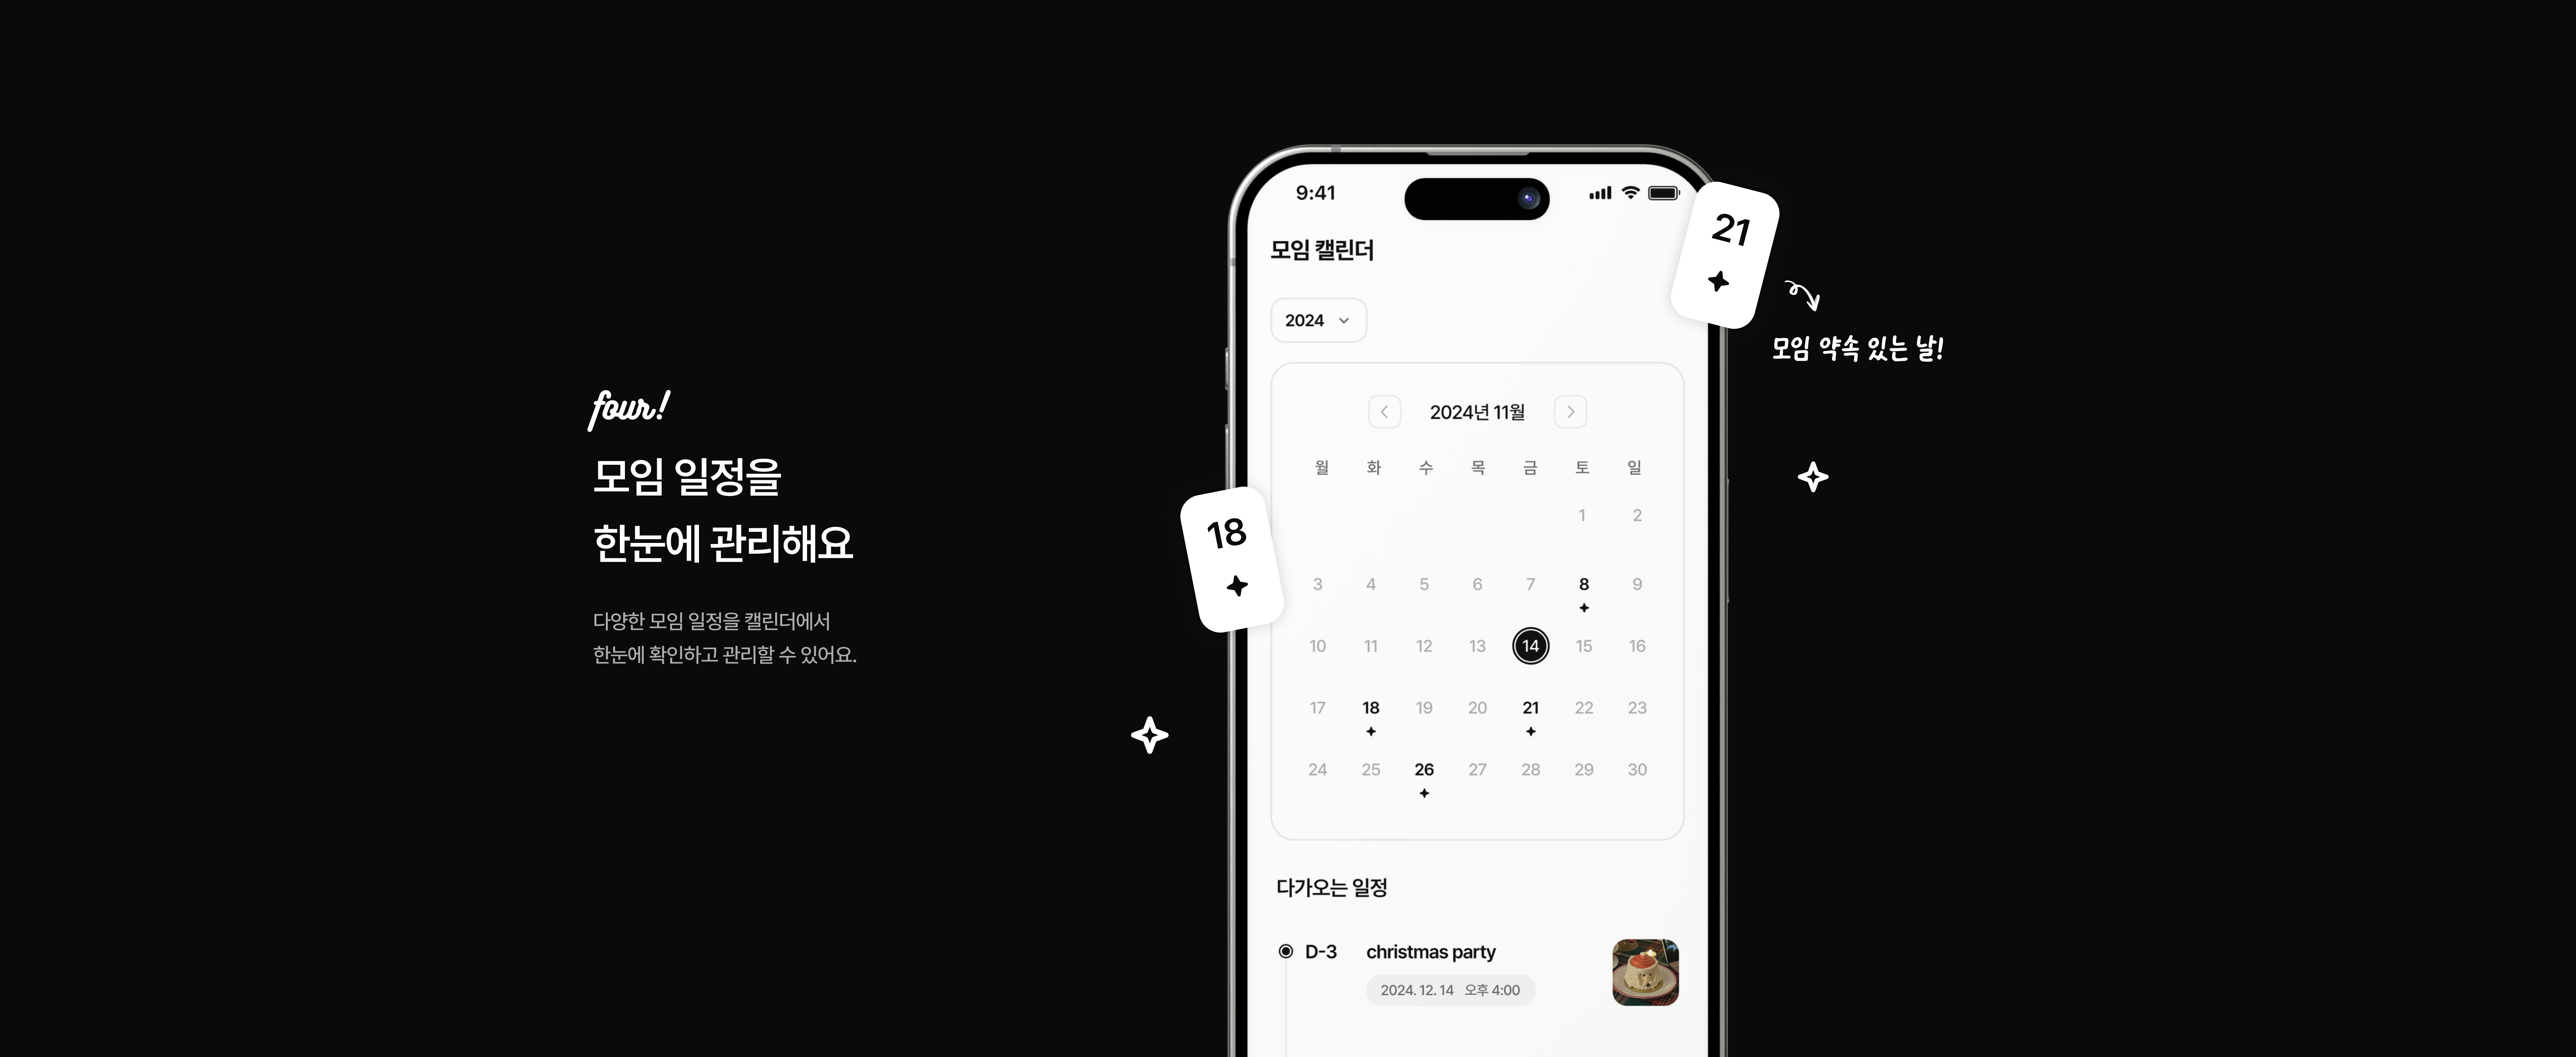 four!
모임 일정을
한눈에 관리해요
다양한 모임 일정을 캘린더에서
한눈에 확인하고 관리할 수 있어요.
9:41
모임 캘린더
2024
2024년 11월
월 화 수 목 금 토 일
1 2
3 4 5 6 7 8 9
10 11 12 13 14 15 16
17 18 19 20 21 22 23
24 25 26 27 28 29 30
다가오는 일정
D-3 christmas party
2024. 12. 14 오후 4:00
18
21
모임 약속 있는 날!